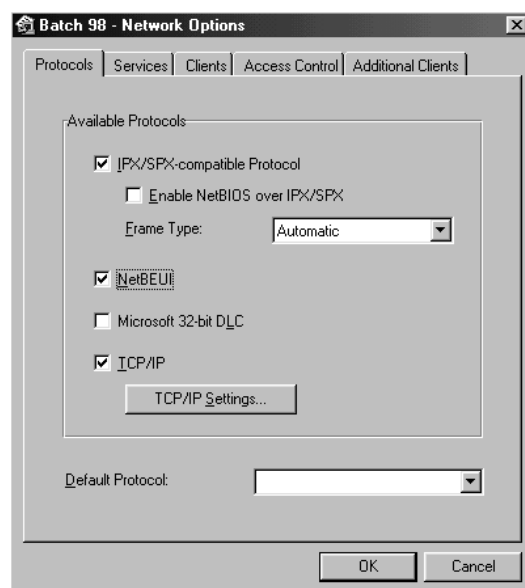 Batch 98 - Network Options
Protocols Services Clients Access Control Additional Clients
Available Protocols
IPX/SPX-compatible Protocol
Enable NetBIOS over IPX/SPX
Frame Type: Automatic
NetBEUI
Microsoft 32-bit DLC
TCP/IP
TCP/IP Settings...
Default Protocol:
OK Cancel